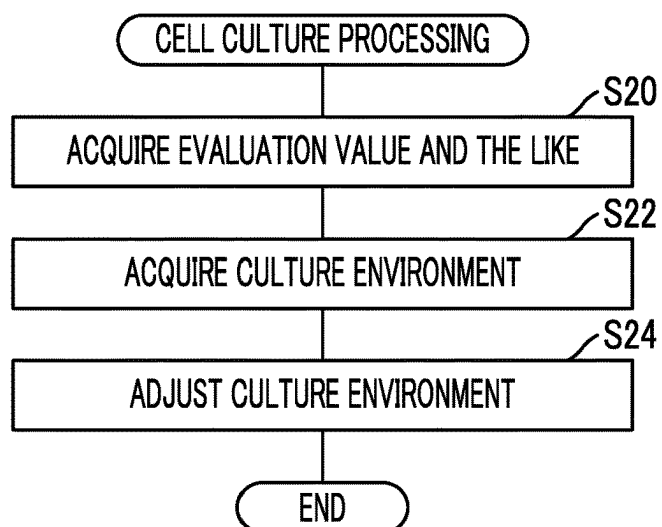 CELL CULTURE PROCESSING
S20
ACQUIRE EVALUATION VALUE AND THE LIKE
S22
ACQUIRE CULTURE ENVIRONMENT
S24
ADJUST CULTURE ENVIRONMENT
END